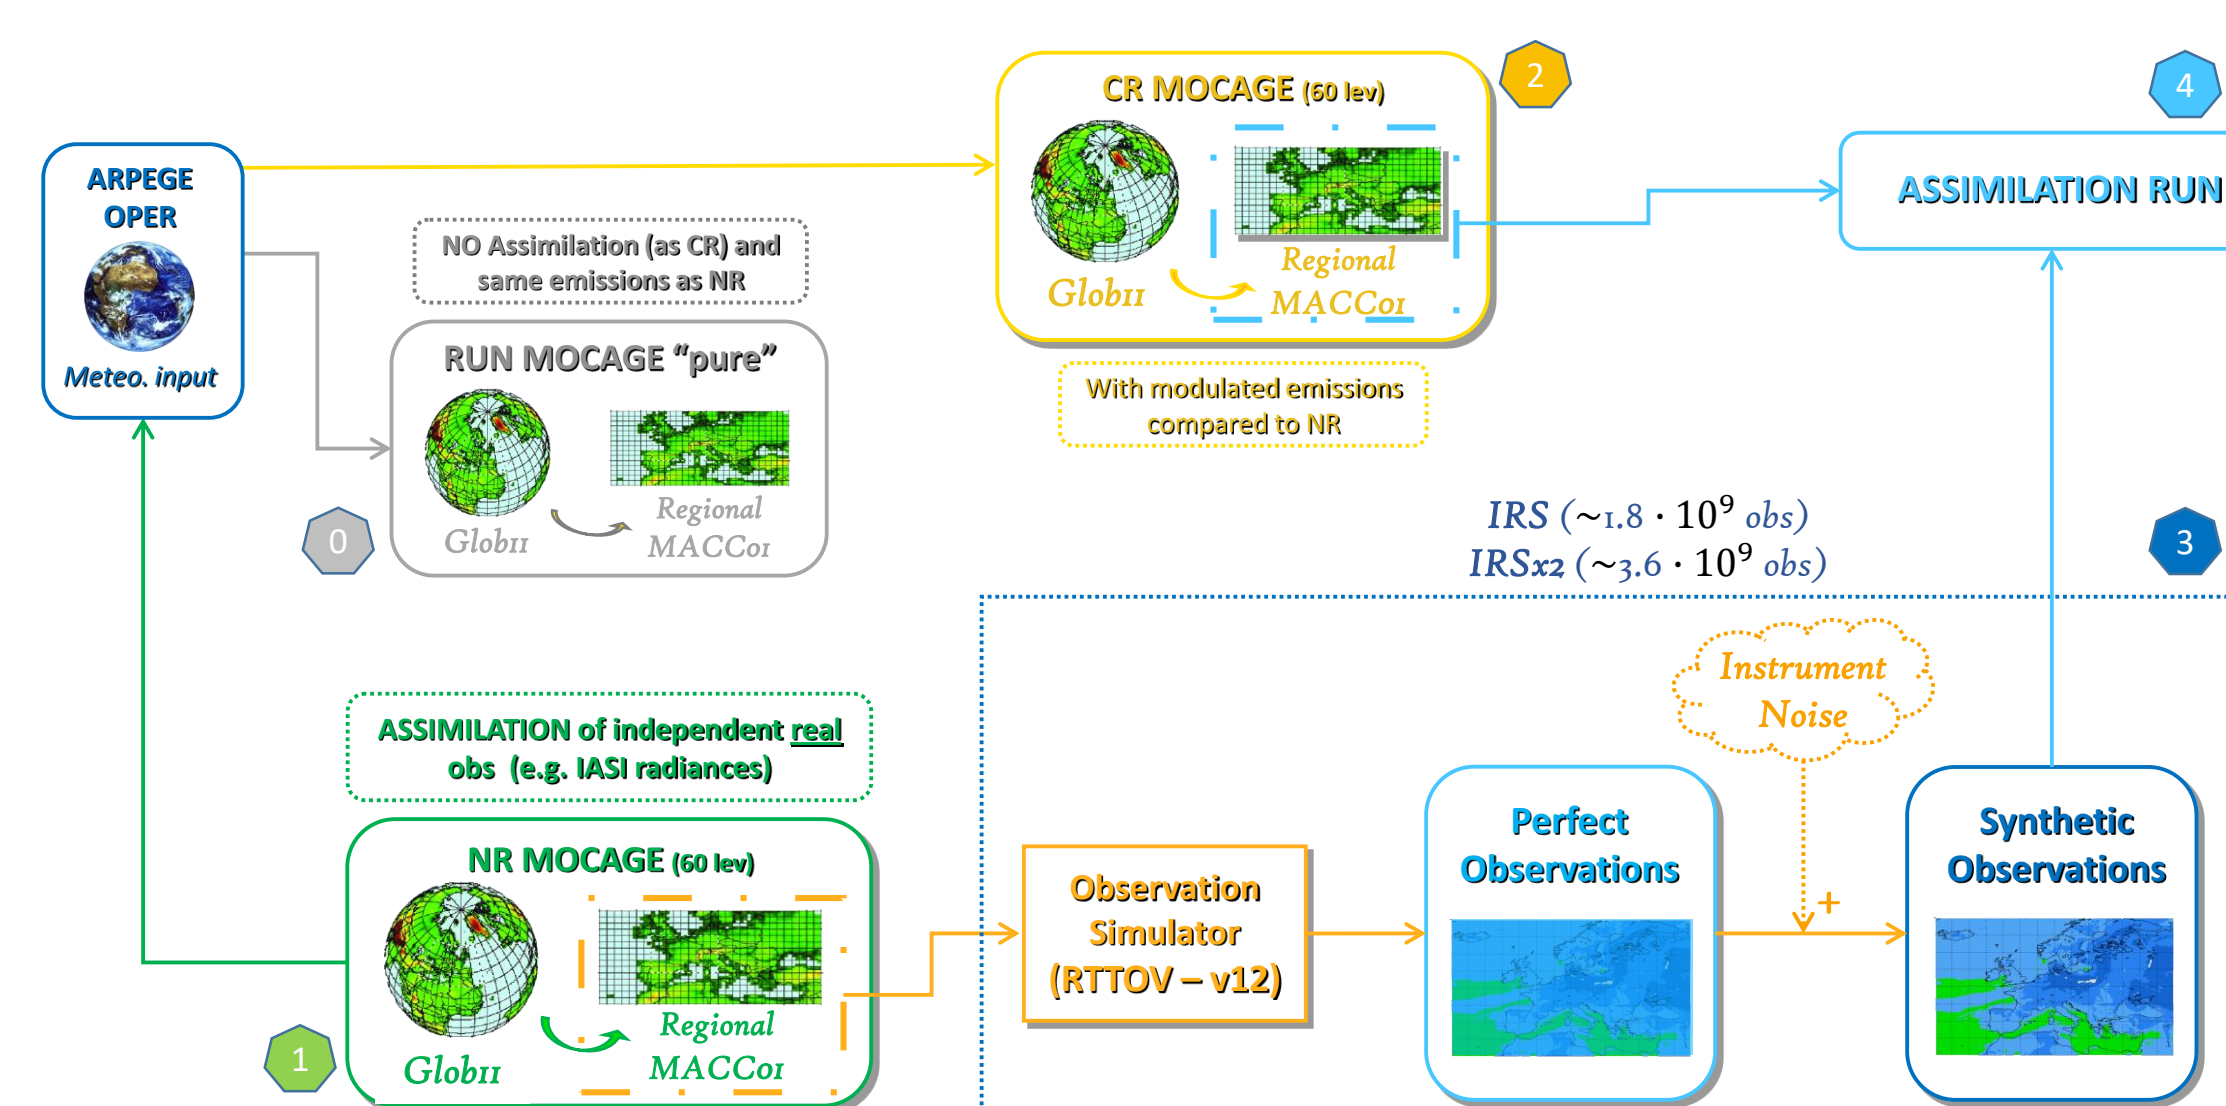 CR MOCAGE (60 lev)
2
4
Glob11
Regional
MACC01
ARPEGE
OPER
Meteo. input
ASSIMILATION RUN
NO Assimilation (as CR) and
same emissions as NR
RUN MOCAGE “pure”
Glob11
Regional
MACC01
0
With modulated emissions
compared to NR
IRS (~1.8 · 10⁹ obs)
IRSx2 (~3.6 · 10⁹ obs)
3
Instrument
Noise
ASSIMILATION of independent real
obs (e.g. IASI radiances)
NR MOCAGE (60 lev)
Glob11
Regional
MACC01
1
Observation
Simulator
(RTTOV – v12)
Perfect
Observations
+
Synthetic
Observations